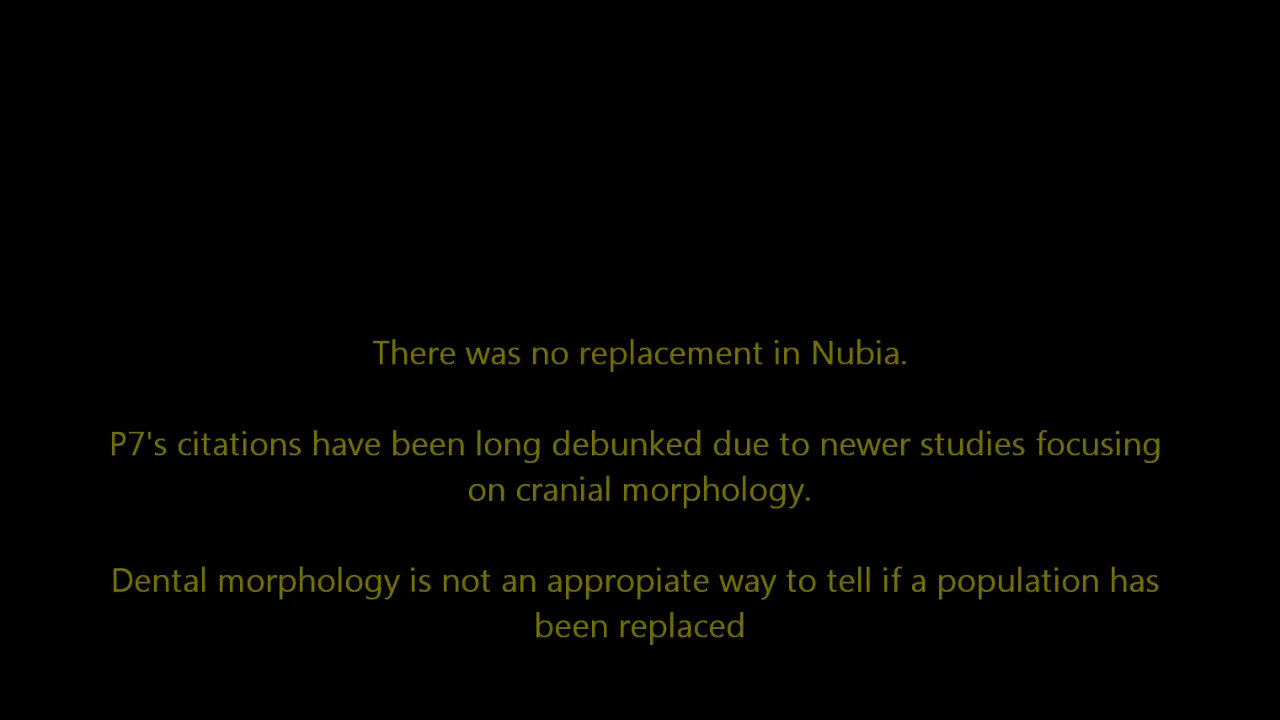 There was no replacement in Nubia.
P7's citations have been long debunked due to newer studies focusing
on cranial morphology.
Dental morphology is not an appropiate way to tell if a population has
been replaced